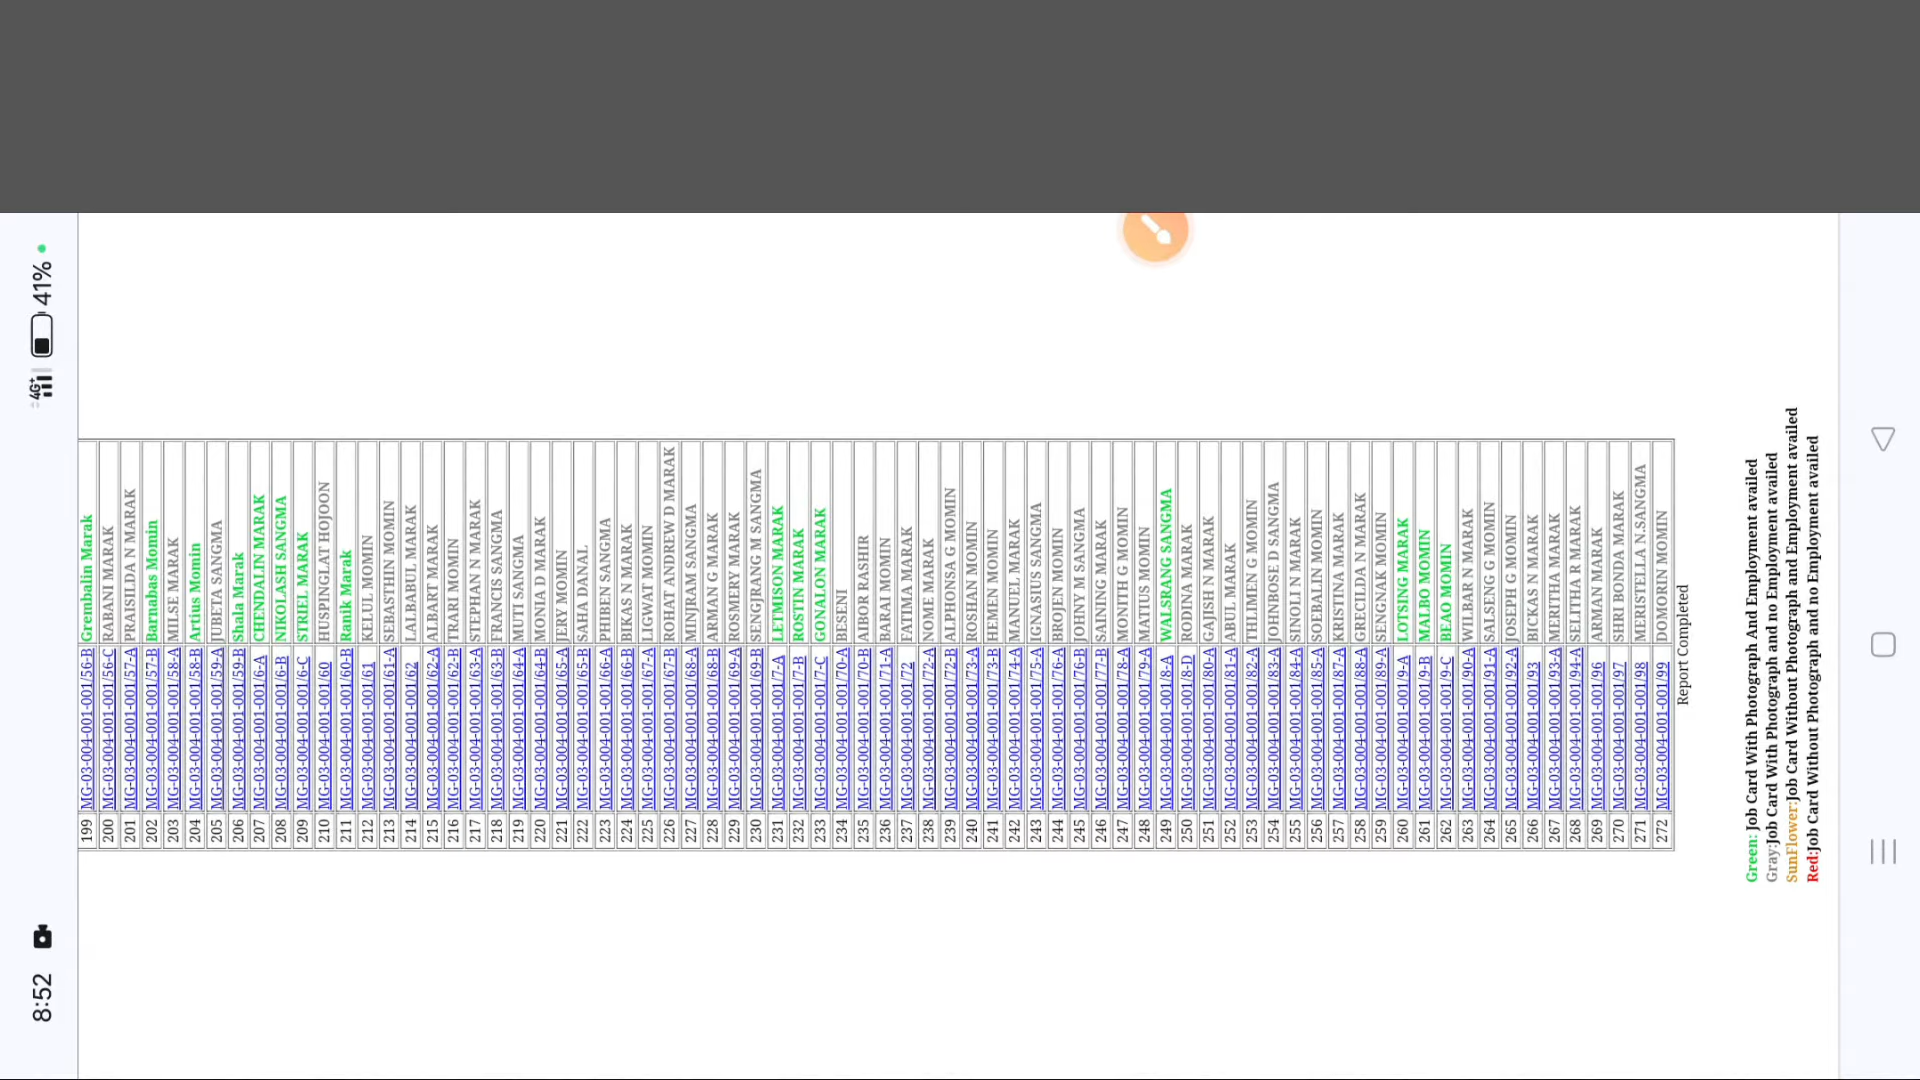 8:52 4G+ 41%
199 MG-03-004-001-001/56-B Grembalin Marak
200 MG-03-004-001-001/56-C RABANI MARAK
201 MG-03-004-001-001/57-A PRAISILDA N MARAK
202 MG-03-004-001-001/57-B Barnabas Momin
203 MG-03-004-001-001/58-A MILSE MARAK
204 MG-03-004-001-001/58-B Artius Momin
205 MG-03-004-001-001/59-A JUBETA SANGMA
206 MG-03-004-001-001/59-B Shala Marak
207 MG-03-004-001-001/6-A CHENDALIN MARAK
208 MG-03-004-001-001/6-B NIKOLASH SANGMA
209 MG-03-004-001-001/6-C STRIEL MARAK
210 MG-03-004-001-001/60 HUSPINGLAT HOJOON
211 MG-03-004-001-001/60-B Ranik Marak
212 MG-03-004-001-001/61 KELUL MOMIN
213 MG-03-004-001-001/61-A SEBASTHIN MOMIN
214 MG-03-004-001-001/62 LALBABUL MARAK
215 MG-03-004-001-001/62-A ALBART MARAK
216 MG-03-004-001-001/62-B TRARI MOMIN
217 MG-03-004-001-001/63-A STEPHAN N MARAK
218 MG-03-004-001-001/63-B FRANCIS SANGMA
219 MG-03-004-001-001/64-A MUTI SANGMA
220 MG-03-004-001-001/64-B MONIA D MARAK
221 MG-03-004-001-001/65-A JERY MOMIN
222 MG-03-004-001-001/65-B SAHA DANAL
223 MG-03-004-001-001/66-A PHIBEN SANGMA
224 MG-03-004-001-001/66-B BIKAS N MARAK
225 MG-03-004-001-001/67-A LIGWAT MOMIN
226 MG-03-004-001-001/67-B ROHAT ANDREW D MARAK
227 MG-03-004-001-001/68-A MINJRAM SANGMA
228 MG-03-004-001-001/68-B ARMAN G MARAK
229 MG-03-004-001-001/69-A ROSMERY MARAK
230 MG-03-004-001-001/69-B SENGJRANG M SANGMA
231 MG-03-004-001-001/7-A LETMISON MARAK
232 MG-03-004-001-001/7-B ROSTIN MARAK
233 MG-03-004-001-001/7-C GONALON MARAK
234 MG-03-004-001-001/70-A BESENI
235 MG-03-004-001-001/70-B AIBOR RASHIR
236 MG-03-004-001-001/71-A BARAI MOMIN
237 MG-03-004-001-001/72 FATIMA MARAK
238 MG-03-004-001-001/72-A NOME MARAK
239 MG-03-004-001-001/72-B ALPHONSA G MOMIN
240 MG-03-004-001-001/73-A ROSHAN MOMIN
241 MG-03-004-001-001/73-B HEMEN MOMIN
242 MG-03-004-001-001/74-A MANUEL MARAK
243 MG-03-004-001-001/75-A IGNASIUS SANGMA
244 MG-03-004-001-001/76-A BROJEN MOMIN
245 MG-03-004-001-001/76-B JOHNY M SANGMA
246 MG-03-004-001-001/77-B SAINING MARAK
247 MG-03-004-001-001/78-A MONITH G MOMIN
248 MG-03-004-001-001/79-A MATIUS MOMIN
249 MG-03-004-001-001/8-A WALSRANG SANGMA
250 MG-03-004-001-001/8-D RODINA MARAK
251 MG-03-004-001-001/80-A GAJISH N MARAK
252 MG-03-004-001-001/81-A ABUL MARAK
253 MG-03-004-001-001/82-A THLIMEN G MOMIN
254 MG-03-004-001-001/83-A JOHNBOSE D SANGMA
255 MG-03-004-001-001/84-A SINOLI N MARAK
256 MG-03-004-001-001/85-A SOEBALIN MOMIN
257 MG-03-004-001-001/87-A KRISTINA MARAK
258 MG-03-004-001-001/88-A GRECILDA N MARAK
259 MG-03-004-001-001/89-A SENGNAK MOMIN
260 MG-03-004-001-001/9-A LOTSING MARAK
261 MG-03-004-001-001/9-B MALBO MOMIN
262 MG-03-004-001-001/9-C BEAO MOMIN
263 MG-03-004-001-001/90-A WILBAR N MARAK
264 MG-03-004-001-001/91-A SALSENG G MOMIN
265 MG-03-004-001-001/92-A JOSEPH G MOMIN
266 MG-03-004-001-001/93 BICKAS N MARAK
267 MG-03-004-001-001/93-A MERITHA MARAK
268 MG-03-004-001-001/94-A SELITHA R MARAK
269 MG-03-004-001-001/96 ARMAN MARAK
270 MG-03-004-001-001/97 SHRI BONDA MARAK
271 MG-03-004-001-001/98 MERISTELLA N.SANGMA
272 MG-03-004-001-001/99 DOMORIN MOMIN
Report Completed
Green: Job Card With Photograph And Employment availed
Gray:Job Card With Photograph and no Employment availed
SunFlower:Job Card Without Photograph and Employment availed
Red:Job Card Without Photograph and no Employment availed